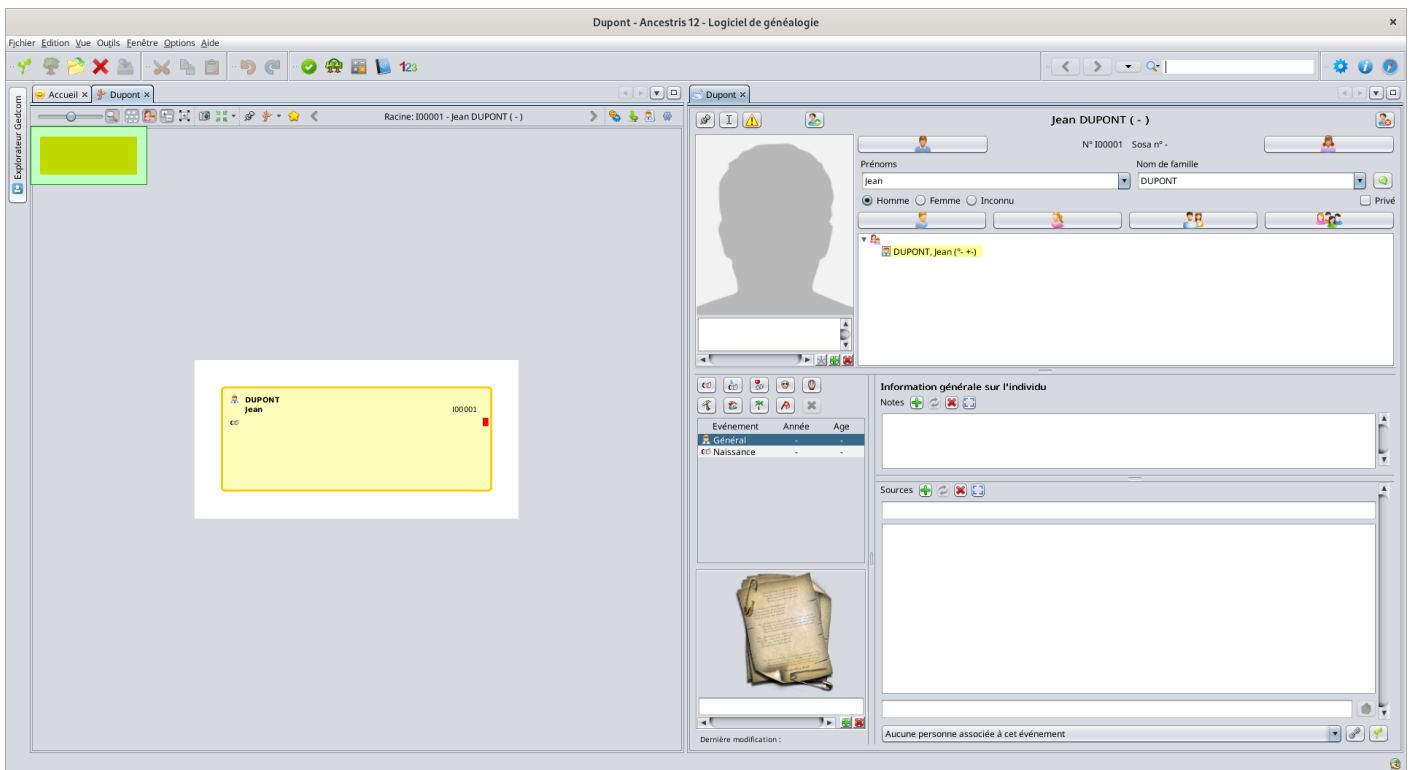 Dupont - Ancestris 12 - Logiciel de généalogie
Fichier Edition Vue Outils Fenêtre Options Aide
123
Explorateur Gedcom
Accueil
Dupont
Racine: I00001 - Jean DUPONT ( - )
DUPONT
Jean
I00001
Dupont
Jean DUPONT ( - )
N° I00001 Sosa n° -
Prénoms
Nom de famille
Jean
DUPONT
Homme
Femme
Inconnu
Privé
DUPONT, Jean (°- +-)
Evénement Année Age
Général - -
Naissance - -
Information générale sur l'individu
Notes
Sources
Dernière modification :
Aucune personne associée à cet événement